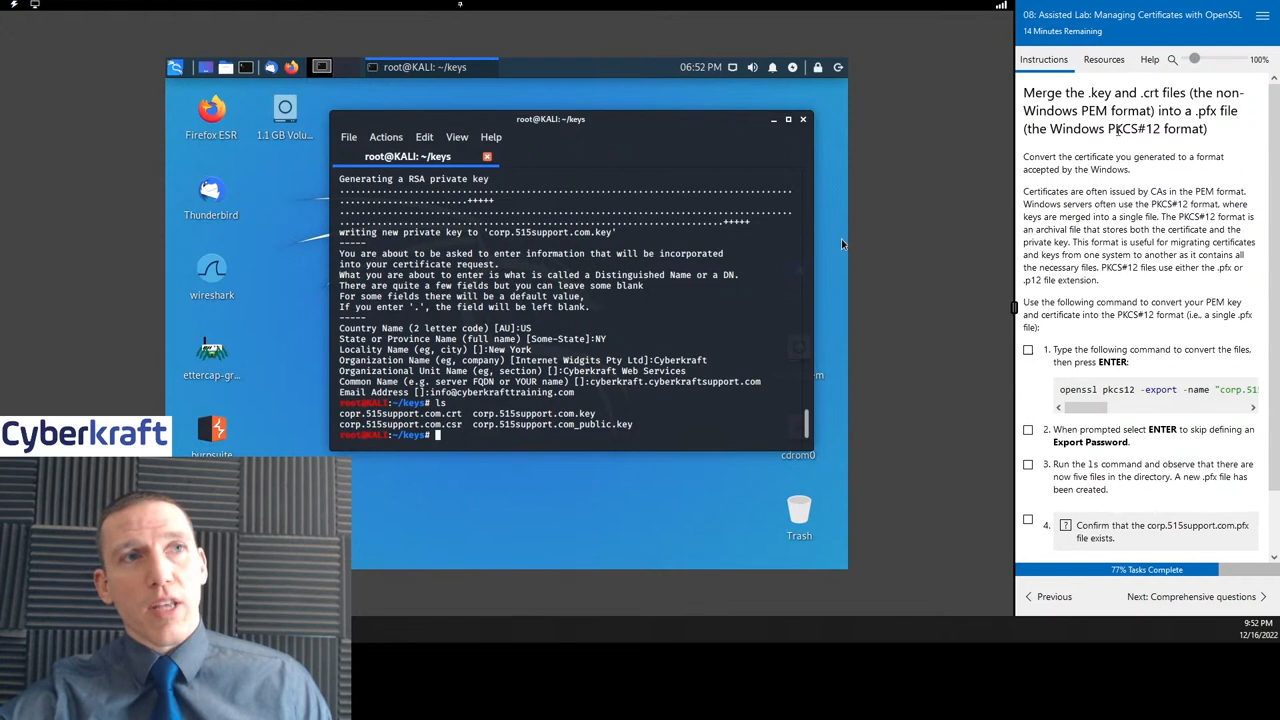 08: Assisted Lab: Managing Certificates with OpenSSL
14 Minutes Remaining
Instructions Resources Help 100%
root@KALI: ~/keys 06:52 PM
Firefox ESR
1.1 GB Volu...
Thunderbird
wireshark
ettercap-gr...
burpsuite
cdrom0
Trash
root@KALI: ~/keys
File Actions Edit View Help
root@KALI: ~/keys
Generating a RSA private key
...........................................................................................
.........................+++++
...........................................................................................
......................................................................................+++++
writing new private key to 'corp.515support.com.key'
-----
You are about to be asked to enter information that will be incorporated
into your certificate request.
What you are about to enter is what is called a Distinguished Name or a DN.
There are quite a few fields but you can leave some blank
For some fields there will be a default value,
If you enter '.', the field will be left blank.
-----
Country Name (2 letter code) [AU]:US
State or Province Name (full name) [Some-State]:NY
Locality Name (eg, city) []:New York
Organization Name (eg, company) [Internet Widgits Pty Ltd]:Cyberkraft
Organizational Unit Name (eg, section) []:Cyberkraft Web Services
Common Name (e.g. server FQDN or YOUR name) []:cyberkraft.cyberkraftsupport.com
Email Address []:info@cyberkrafttraining.com
root@KALI:~/keys# ls
copr.515support.com.crt corp.515support.com.key
corp.515support.com.csr corp.515support.com_public.key
root@KALI:~/keys#
Cyberkraft
Merge the .key and .crt files (the non-
Windows PEM format) into a .pfx file
(the Windows PKCS#12 format)
Convert the certificate you generated to a format
accepted by the Windows.
Certificates are often issued by CAs in the PEM format.
Windows servers often use the PKCS#12 format, where
keys are merged into a single file. The PKCS#12 format is
an archival file that stores both the certificate and the
private key. This format is useful for migrating certificates
and keys from one system to another as it contains all
the necessary files. PKCS#12 files use either the .pfx or
.p12 file extension.
Use the following command to convert your PEM key
and certificate into the PKCS#12 format (i.e., a single .pfx
file):
1. Type the following command to convert the files,
then press ENTER:
openssl pkcs12 -export -name "corp.51
2. When prompted select ENTER to skip defining an
Export Password.
3. Run the ls command and observe that there are
now five files in the directory. A new .pfx file has
been created.
4. ? Confirm that the corp.515support.com.pfx
file exists.
77% Tasks Complete
Previous Next: Comprehensive questions
9:52 PM
12/16/2022